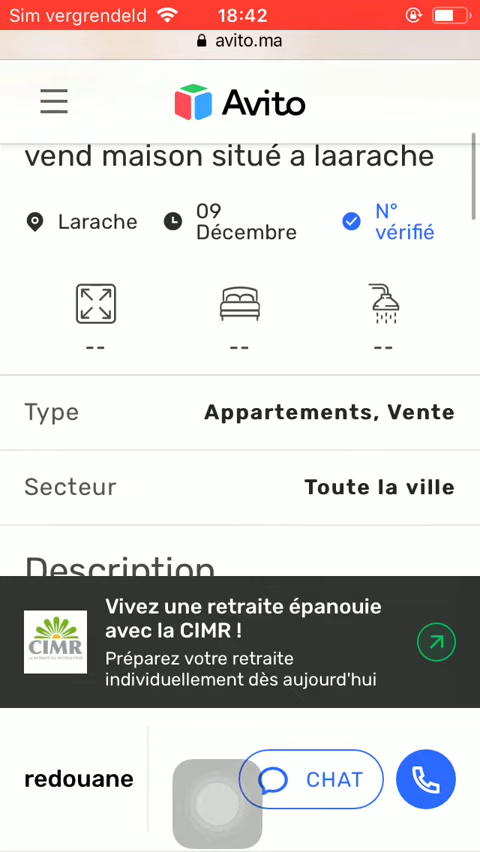 Sim vergrendeld 18:42
avito.ma
Avito
vend maison situé a laarache
Larache
09
Décembre
N°
vérifié
-- -- --
Type Appartements, Vente
Secteur Toute la ville
Description
Vivez une retraite épanouie
avec la CIMR !
Préparez votre retraite
individuellement dès aujourd'hui
CIMR
redouane CHAT